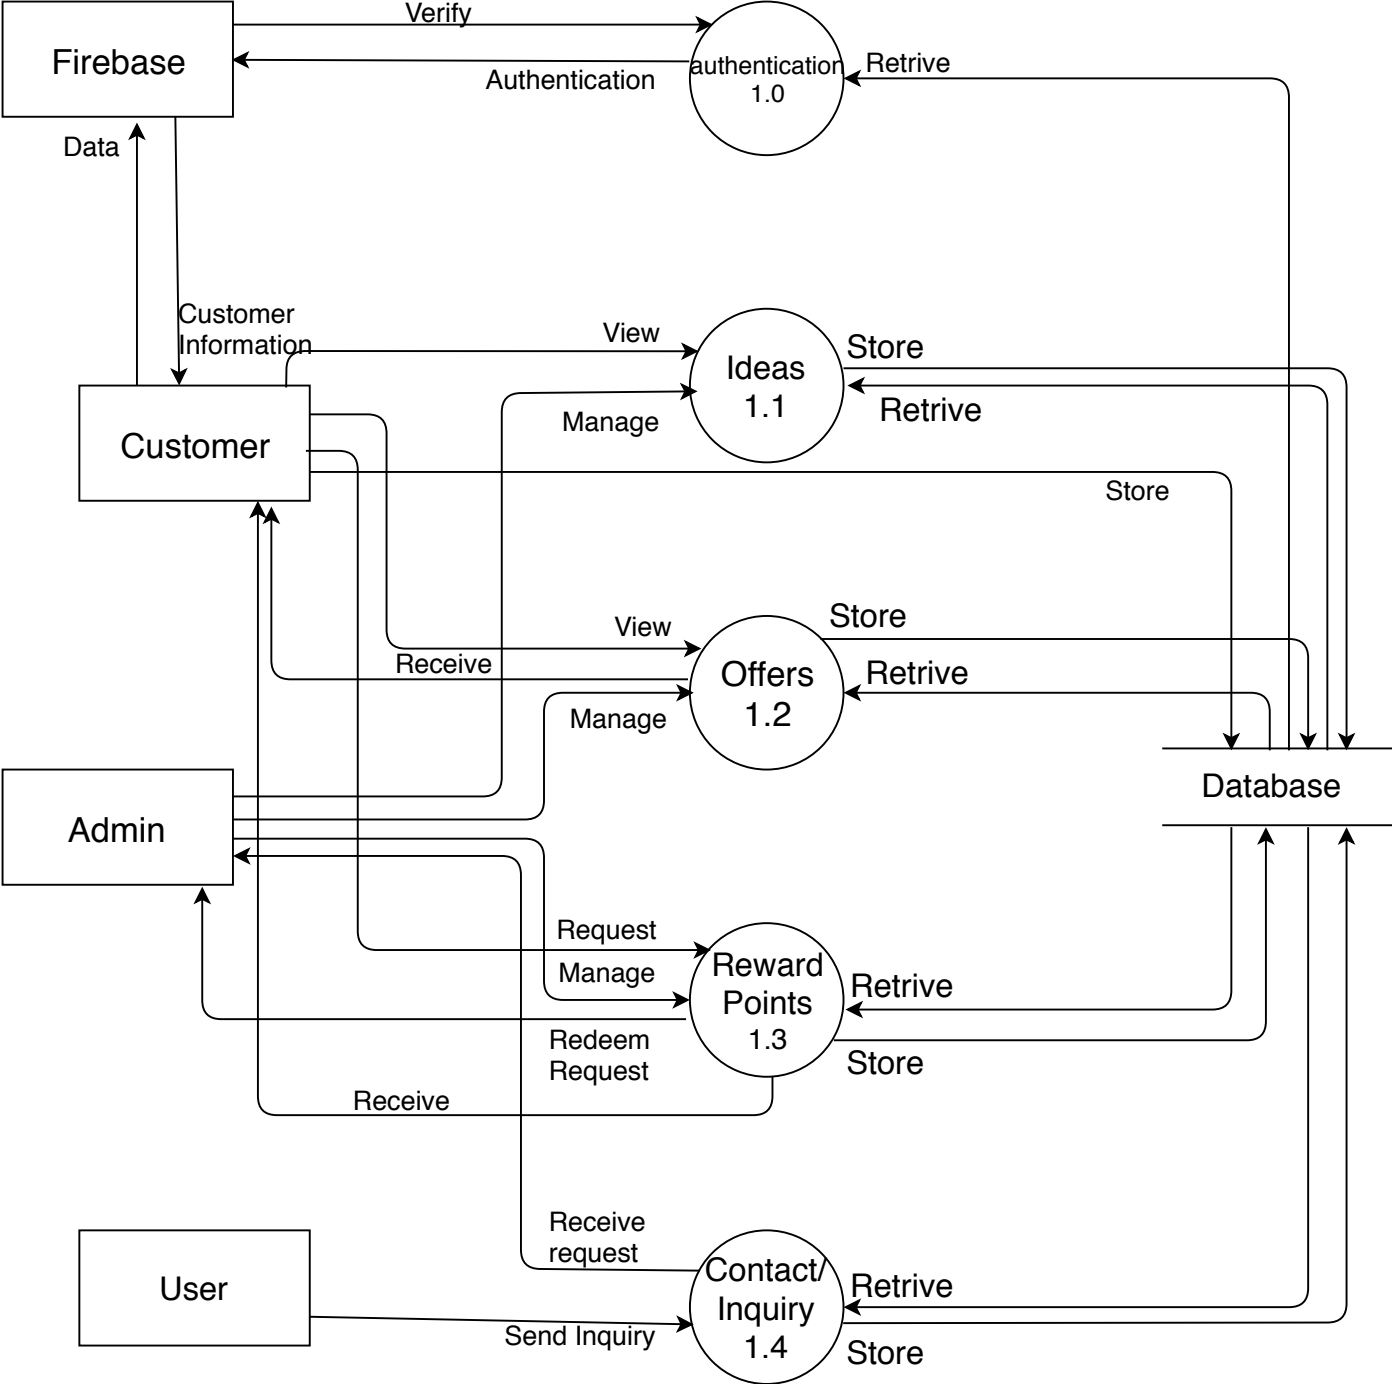 Verify
Firebase
authentication
1.0
Retrive
Authentication
Data
Customer
Information
View
Store
Ideas
1.1
Retrive
Manage
Customer
Store
View
Store
Receive
Offers
1.2
Retrive
Manage
Database
Admin
Request
Reward
Points
1.3
Manage
Retrive
Redeem
Request
Store
Receive
Receive
request
User
Contact/
Inquiry
1.4
Retrive
Send Inquiry
Store